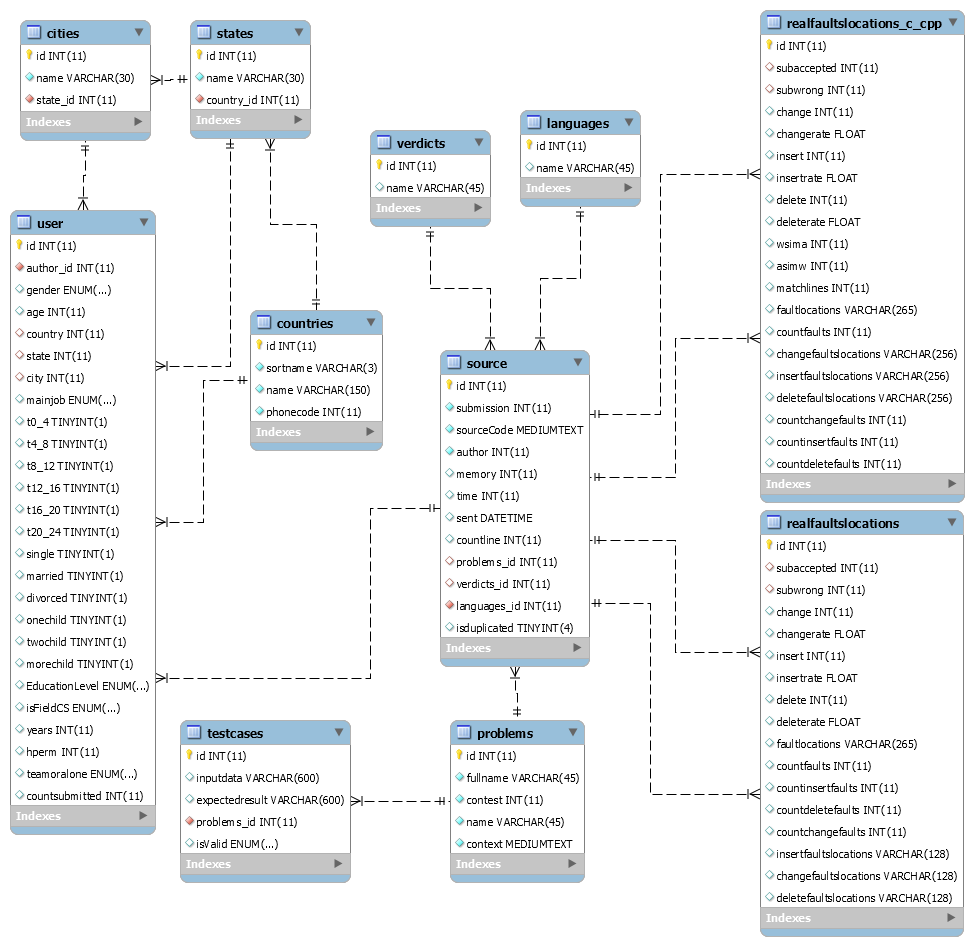 cities
id INT(11)
name VARCHAR(30)
state_id INT(11)
Indexes
states
id INT(11)
name VARCHAR(30)
country_id INT(11)
Indexes
verdicts
id INT(11)
name VARCHAR(45)
Indexes
languages
id INT(11)
name VARCHAR(45)
Indexes
realfaultslocations_c_cpp
id INT(11)
subaccepted INT(11)
subwrong INT(11)
change INT(11)
changerate FLOAT
insert INT(11)
insertrate FLOAT
delete INT(11)
deleterate FLOAT
wsima INT(11)
asimw INT(11)
matchlines INT(11)
faultlocations VARCHAR(265)
countfaults INT(11)
changefaultslocations VARCHAR(256)
insertfaultslocations VARCHAR(256)
deletefaultslocations VARCHAR(256)
countchangefaults INT(11)
countinsertfaults INT(11)
countdeletefaults INT(11)
Indexes
user
id INT(11)
author_id INT(11)
gender ENUM(...)
age INT(11)
country INT(11)
state INT(11)
city INT(11)
mainjob ENUM(...)
t0_4 TINYINT(1)
t4_8 TINYINT(1)
t8_12 TINYINT(1)
t12_16 TINYINT(1)
t16_20 TINYINT(1)
t20_24 TINYINT(1)
single TINYINT(1)
married TINYINT(1)
divorced TINYINT(1)
onechild TINYINT(1)
twochild TINYINT(1)
morechild TINYINT(1)
EducationLevel ENUM(...)
isFieldCS ENUM(...)
years INT(11)
hperm INT(11)
teamoralone ENUM(...)
countsubmitted INT(11)
Indexes
countries
id INT(11)
sortname VARCHAR(3)
name VARCHAR(150)
phonecode INT(11)
Indexes
source
id INT(11)
submission INT(11)
sourceCode MEDIUMTEXT
author INT(11)
memory INT(11)
time INT(11)
sent DATETIME
countline INT(11)
problems_id INT(11)
verdicts_id INT(11)
languages_id INT(11)
isduplicated TINYINT(4)
Indexes
realfaultslocations
id INT(11)
subaccepted INT(11)
subwrong INT(11)
change INT(11)
changerate FLOAT
insert INT(11)
insertrate FLOAT
delete INT(11)
deleterate FLOAT
faultlocations VARCHAR(265)
countfaults INT(11)
countinsertfaults INT(11)
countdeletefaults INT(11)
countchangefaults INT(11)
insertfaultslocations VARCHAR(128)
changefaultslocations VARCHAR(128)
deletefaultslocations VARCHAR(128)
Indexes
testcases
id INT(11)
inputdata VARCHAR(600)
expectedresult VARCHAR(600)
problems_id INT(11)
isValid ENUM(...)
Indexes
problems
id INT(11)
fullname VARCHAR(45)
contest INT(11)
name VARCHAR(45)
context MEDIUMTEXT
Indexes